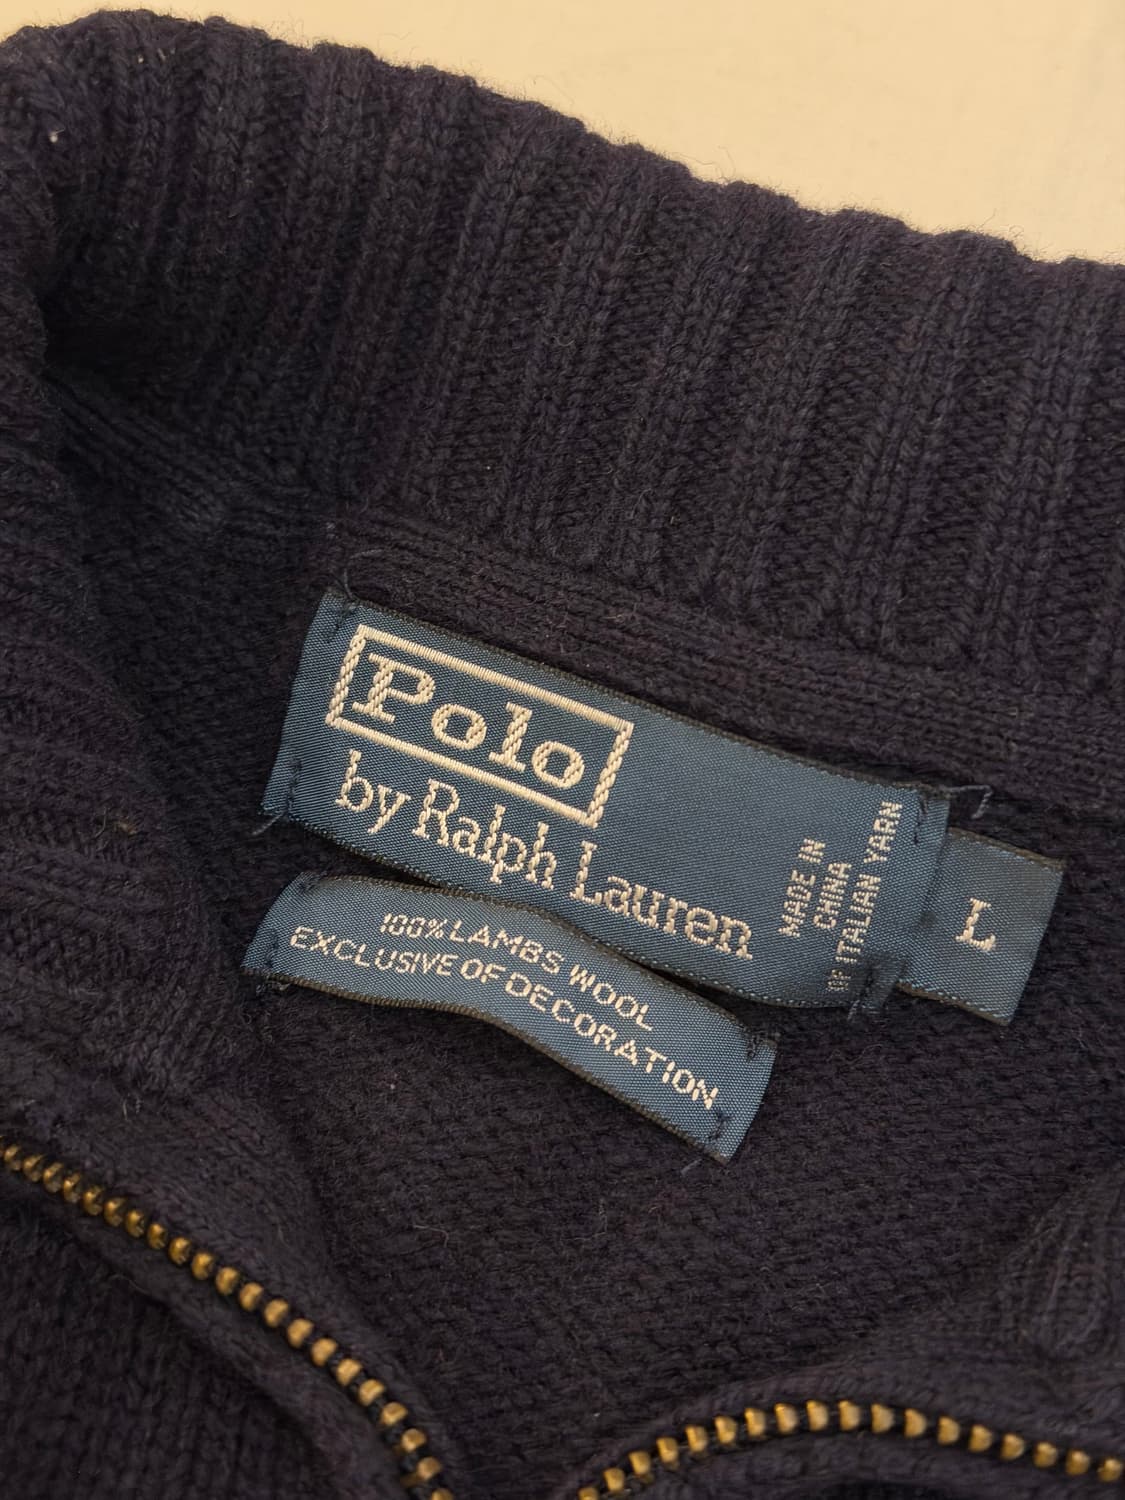 Polo
by Ralph Lauren
MADE IN
CHINA
OF ITALIAN YARN
L
100% LAMBS WOOL
EXCLUSIVE OF DECORATION